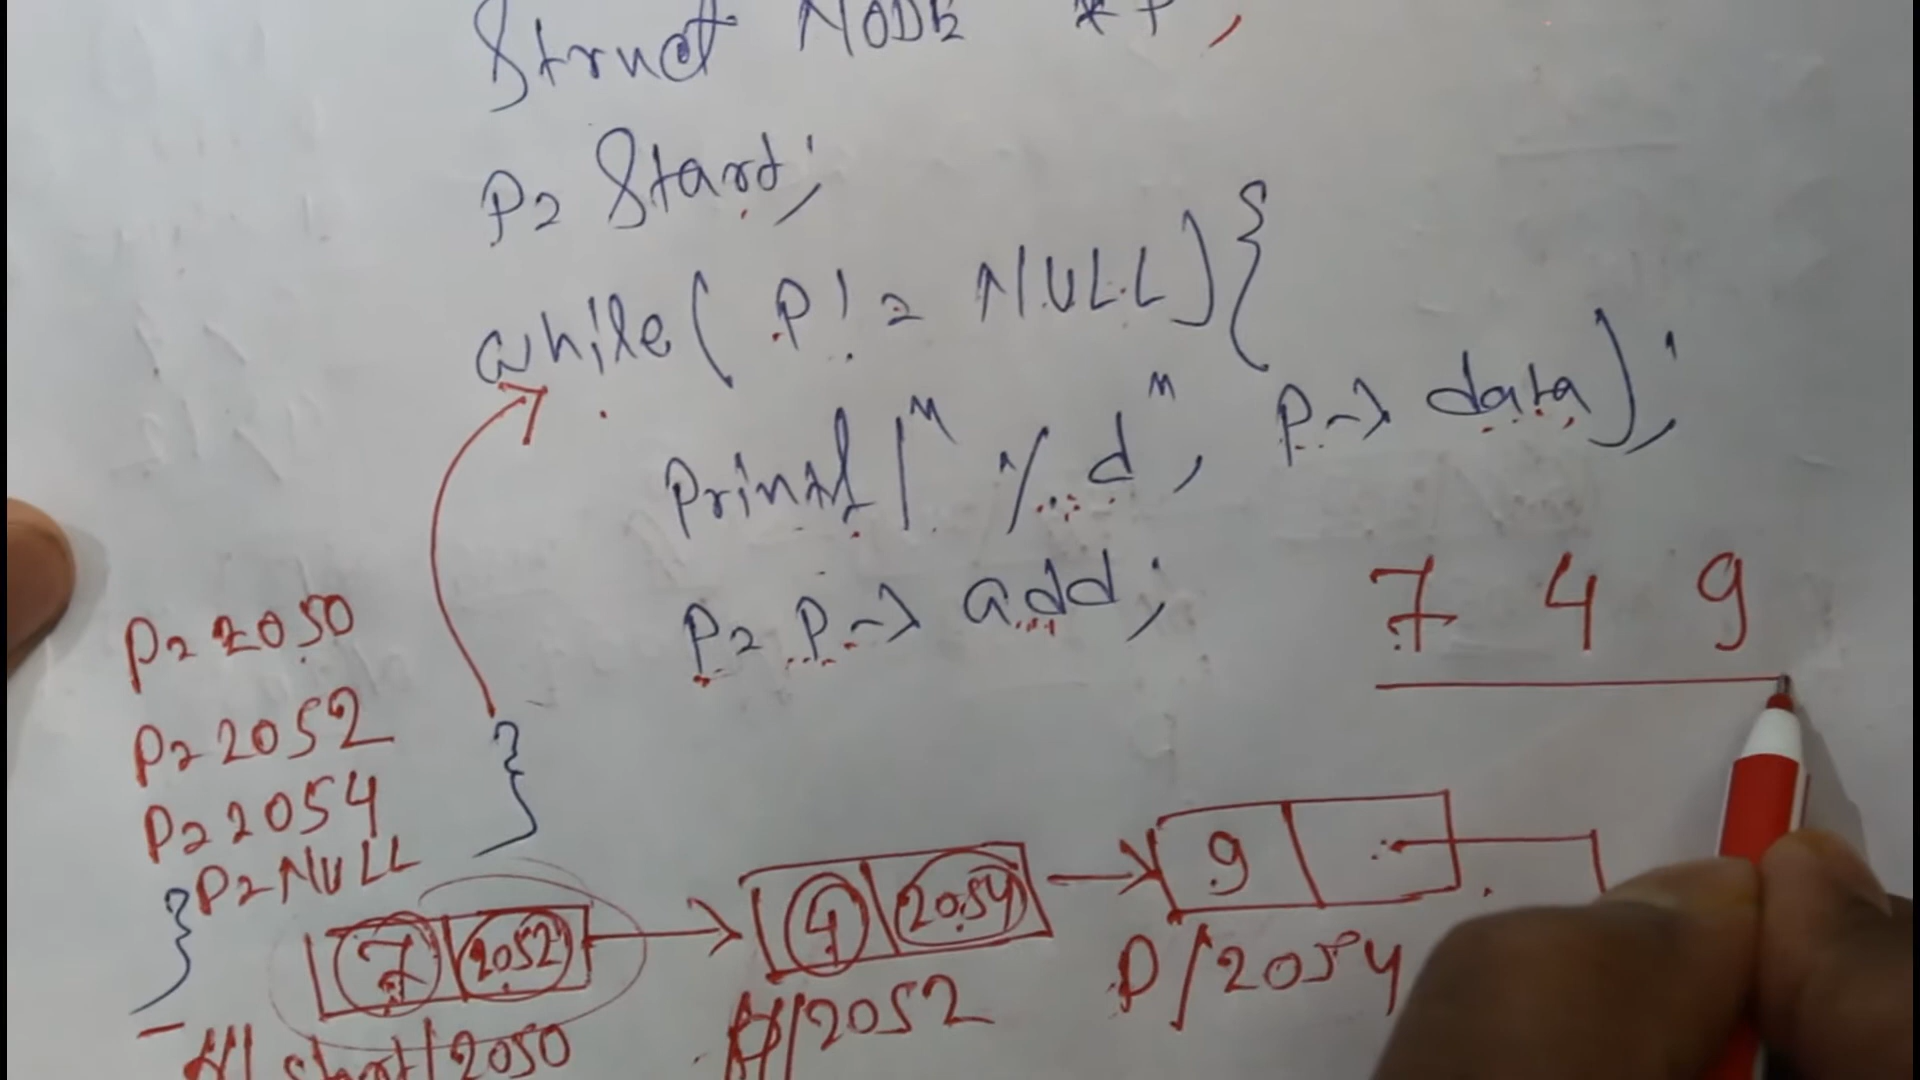 Struct NODE *P;
P = Start;
while( P != NULL){
printf("%d", P->data);
P = P->add;
}
7 4 9
P = 2050
P = 2052
P = 2054
P = NULL
}
7 2052
4 2054
9
start/2050
/2052
P/2054